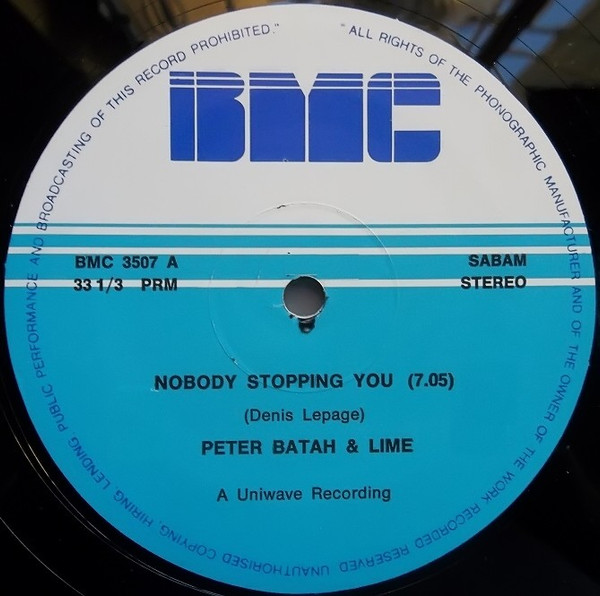 "ALL RIGHTS OF THE PHONOGRAPHIC MANUFACTURER AND OF THE OWNER OF THE WORK RECORDED RESERVED. UNAUTHORISED COPYING, HIRING, LENDING, PUBLIC PERFORMANCE AND BROADCASTING OF THIS RECORD PROHIBITED."
BMC
BMC 3507 A
33 1/3 PRM
SABAM
STEREO
NOBODY STOPPING YOU (7.05)
(Denis Lepage)
PETER BATAH & LIME
A Uniwave Recording